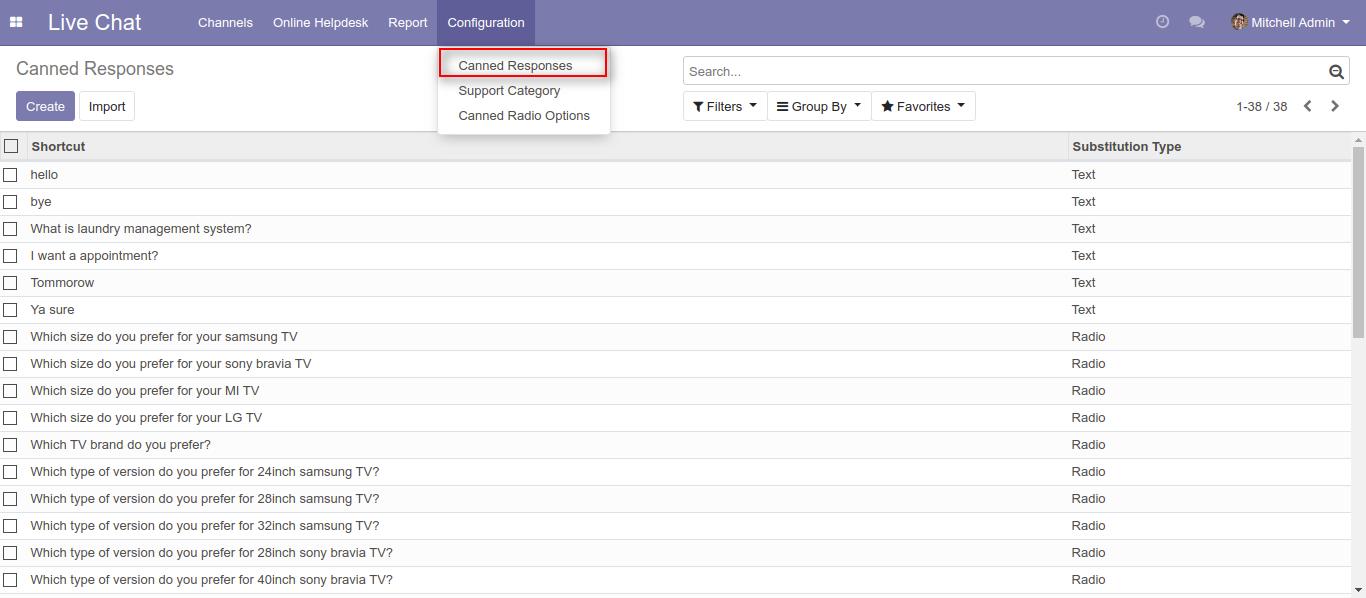 Live Chat Channels Online Helpdesk Report Configuration Mitchell Admin
Canned Responses
Canned Responses
Support Category
Canned Radio Options
Search...
Create Import
Filters Group By Favorites 1-38 / 38
Shortcut Substitution Type
hello Text
bye Text
What is laundry management system? Text
I want a appointment? Text
Tommorow Text
Ya sure Text
Which size do you prefer for your samsung TV Radio
Which size do you prefer for your sony bravia TV Radio
Which size do you prefer for your MI TV Radio
Which size do you prefer for your LG TV Radio
Which TV brand do you prefer? Radio
Which type of version do you prefer for 24inch samsung TV? Radio
Which type of version do you prefer for 28inch samsung TV? Radio
Which type of version do you prefer for 32inch samsung TV? Radio
Which type of version do you prefer for 28inch sony bravia TV? Radio
Which type of version do you prefer for 40inch sony bravia TV? Radio